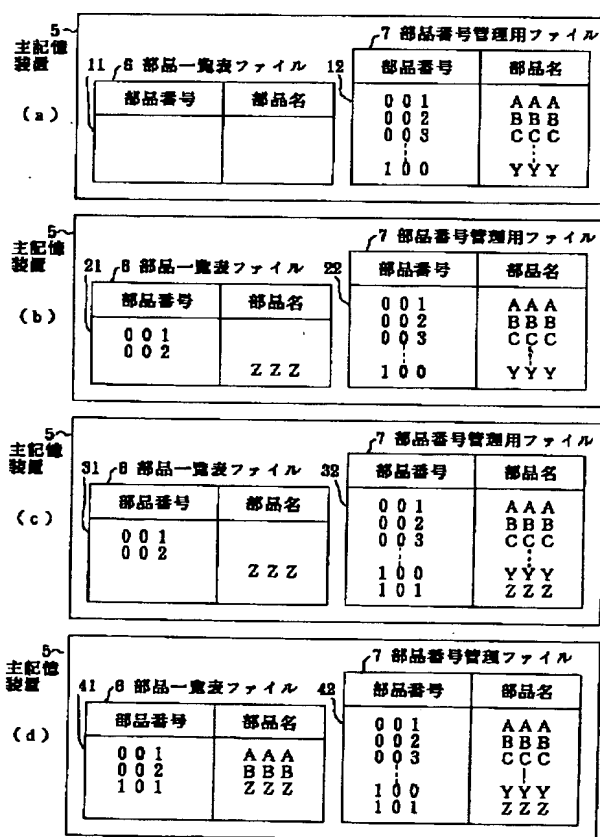 5
主記憶
装置
(a)
11
6 部品一覧表ファイル
部品番号 部品名
12
7 部品番号管理用ファイル
部品番号 部品名
001 AAA
002 BBB
003 CCC
100 YYY
5
主記憶
装置
(b)
21
6 部品一覧表ファイル
部品番号 部品名
001
002
ZZZ
22
7 部品番号管理用ファイル
部品番号 部品名
001 AAA
002 BBB
003 CCC
100 YYY
5
主記憶
装置
(c)
31
6 部品一覧表ファイル
部品番号 部品名
001
002
ZZZ
32
7 部品番号管理用ファイル
部品番号 部品名
001 AAA
002 BBB
003 CCC
100 YYY
101 ZZZ
5
主記憶
装置
(d)
41
6 部品一覧表ファイル
部品番号 部品名
001 AAA
002 BBB
101 ZZZ
42
7 部品番号管理ファイル
部品番号 部品名
001 AAA
002 BBB
003 CCC
100 YYY
101 ZZZ